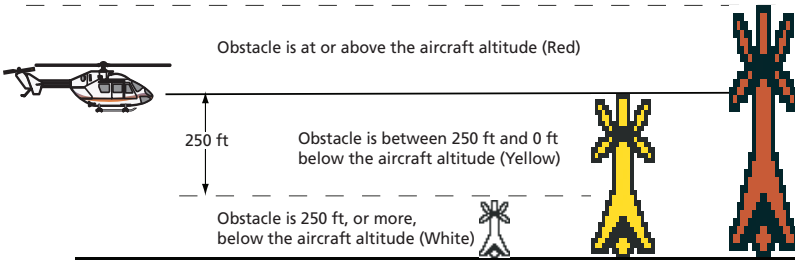 Obstacle is at or above the aircraft altitude (Red)
250 ft
Obstacle is between 250 ft and 0 ft
below the aircraft altitude (Yellow)
Obstacle is 250 ft, or more,
below the aircraft altitude (White)